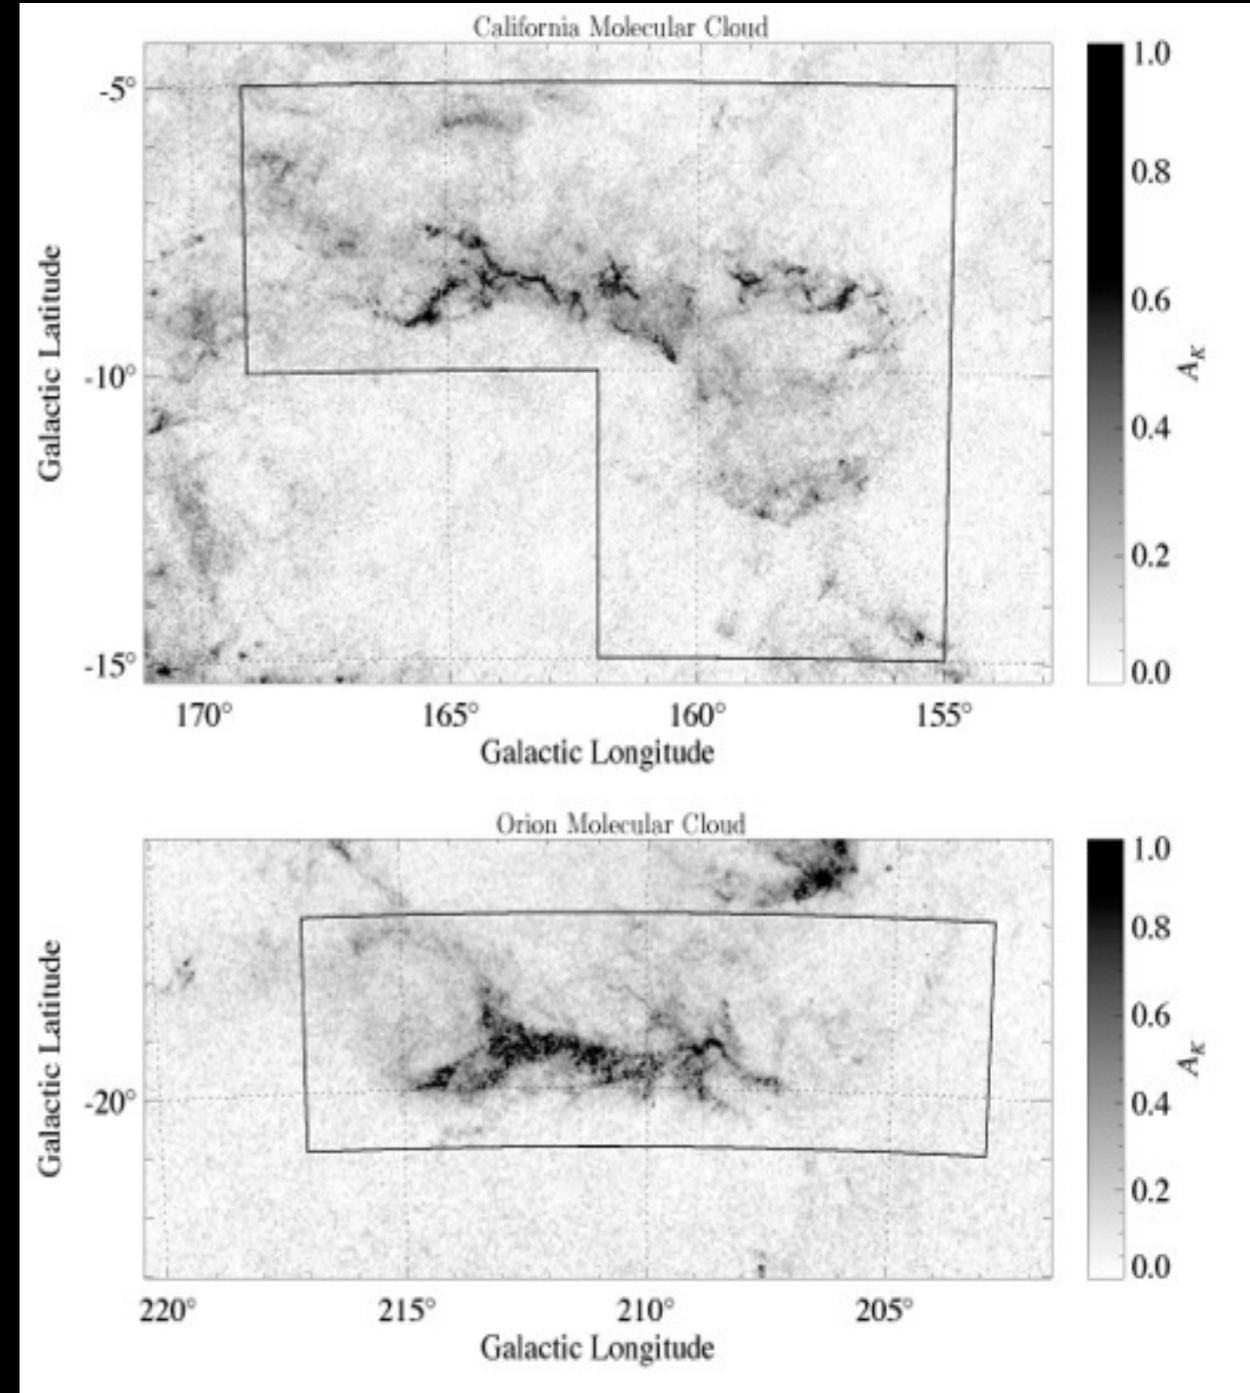 California Molecular Cloud
-5°
-10°
-15°
Galactic Latitude
170° 165° 160° 155°
Galactic Longitude
1.0
0.8
0.6
0.4
0.2
0.0
A_K
Orion Molecular Cloud
-20°
Galactic Latitude
220° 215° 210° 205°
Galactic Longitude
1.0
0.8
0.6
0.4
0.2
0.0
A_K